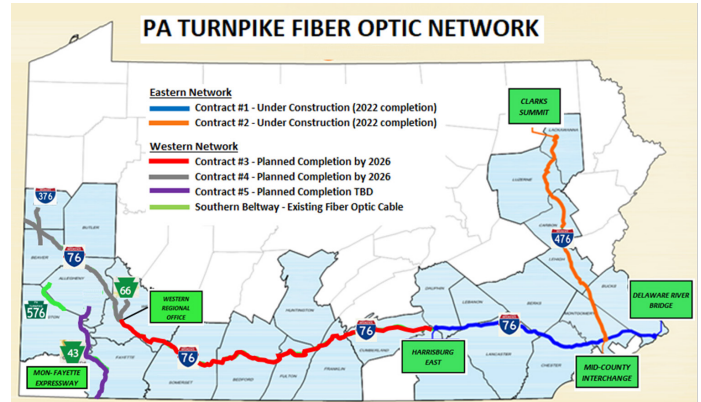 PA TURNPIKE FIBER OPTIC NETWORK
Eastern Network
Contract #1 - Under Construction (2022 completion)
Contract #2 - Under Construction (2022 completion)
Western Network
Contract #3 - Planned Completion by 2026
Contract #4 - Planned Completion by 2026
Contract #5 - Planned Completion TBD
Southern Beltway - Existing Fiber Optic Cable
CLARKS
SUMMIT
LACKAWANNA
LUZERNE
CARBON
476
LEHIGH
BUCKS
MONTGOMERY
BERKS
LEBANON
DAUPHIN
DELAWARE RIVER
BRIDGE
376
BUTLER
BEAVER
76
ALLEGHENY
66
WESTERN
REGIONAL
OFFICE
HUNTINGTON
576
43
MON-FAYETTE
EXPRESSWAY
FAYETTE
76
SOMERSET
BEDFORD
FULTON
FRANKLIN
76
CUMBERLAND
HARRISBURG
EAST
76
LANCASTER
CHESTER
MID-COUNTY
INTERCHANGE